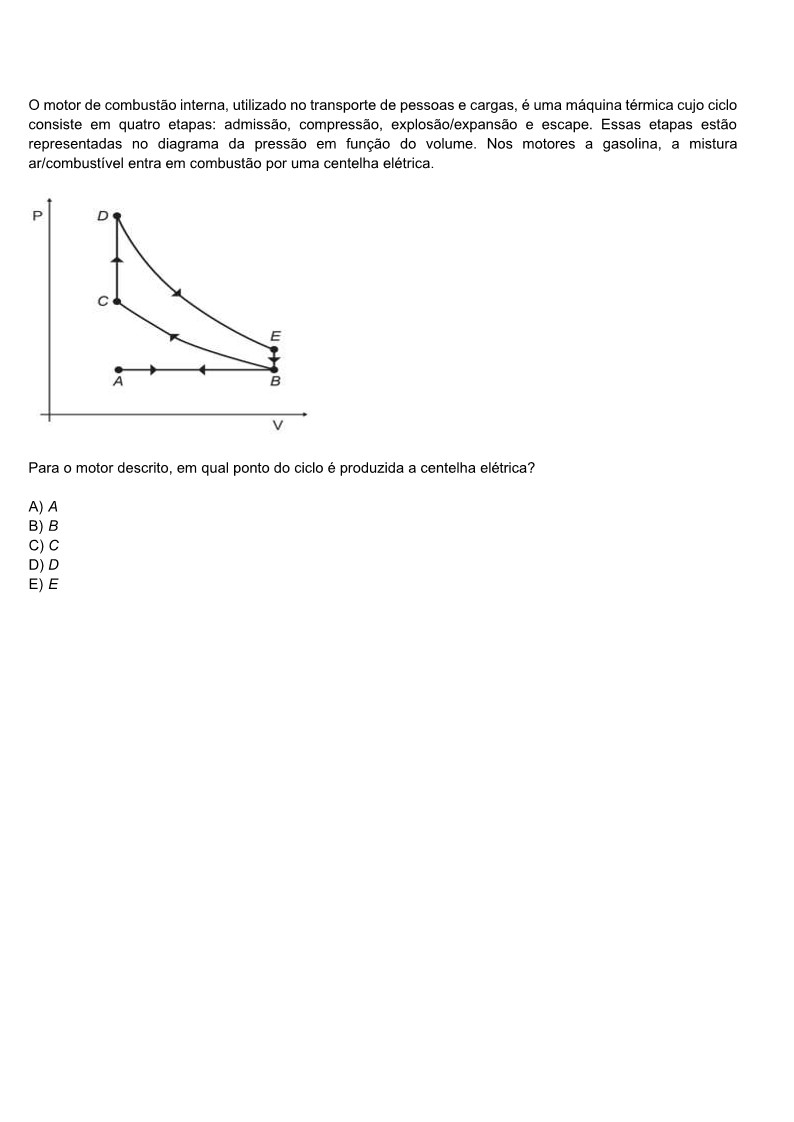 O motor de combustão interna, utilizado no transporte de pessoas e cargas, é uma máquina térmica cujo ciclo
consiste em quatro etapas: admissão, compressão, explosão/expansão e escape. Essas etapas estão
representadas no diagrama da pressão em função do volume. Nos motores a gasolina, a mistura
ar/combustível entra em combustão por uma centelha elétrica.
P
D
C
E
A
B
V
Para o motor descrito, em qual ponto do ciclo é produzida a centelha elétrica?
A) A
B) B
C) C
D) D
E) E